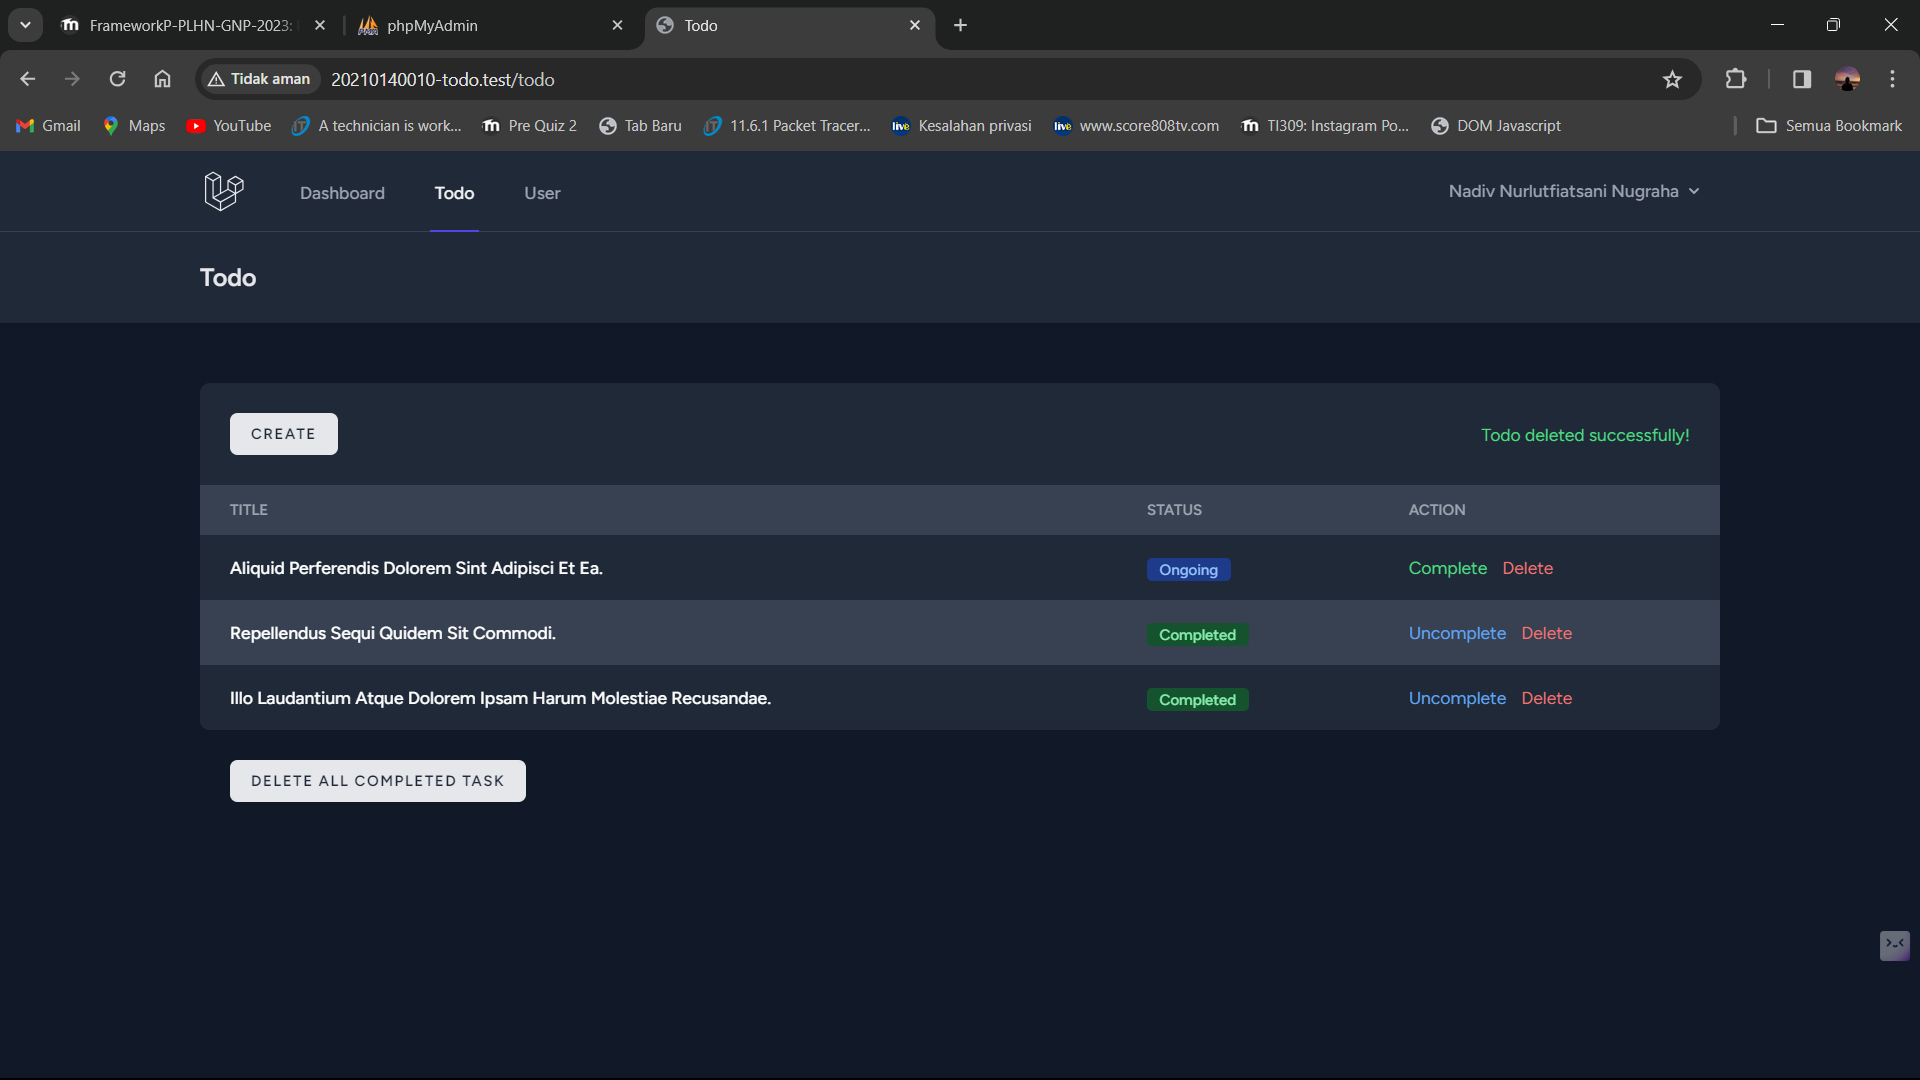 FrameworkP-PLHN-GNP-2023:
phpMyAdmin
Todo
Tidak aman
20210140010-todo.test/todo
Gmail
Maps
YouTube
A technician is work...
Pre Quiz 2
Tab Baru
11.6.1 Packet Tracer...
Kesalahan privasi
www.score808tv.com
TI309: Instagram Po...
DOM Javascript
Semua Bookmark
Dashboard
Todo
User
Nadiv Nurlutfiatsani Nugraha
Todo
CREATE
Todo deleted successfully!
TITLE STATUS ACTION
Aliquid Perferendis Dolorem Sint Adipisci Et Ea. Ongoing Complete Delete
Repellendus Sequi Quidem Sit Commodi. Completed Uncomplete Delete
Illo Laudantium Atque Dolorem Ipsam Harum Molestiae Recusandae. Completed Uncomplete Delete
DELETE ALL COMPLETED TASK